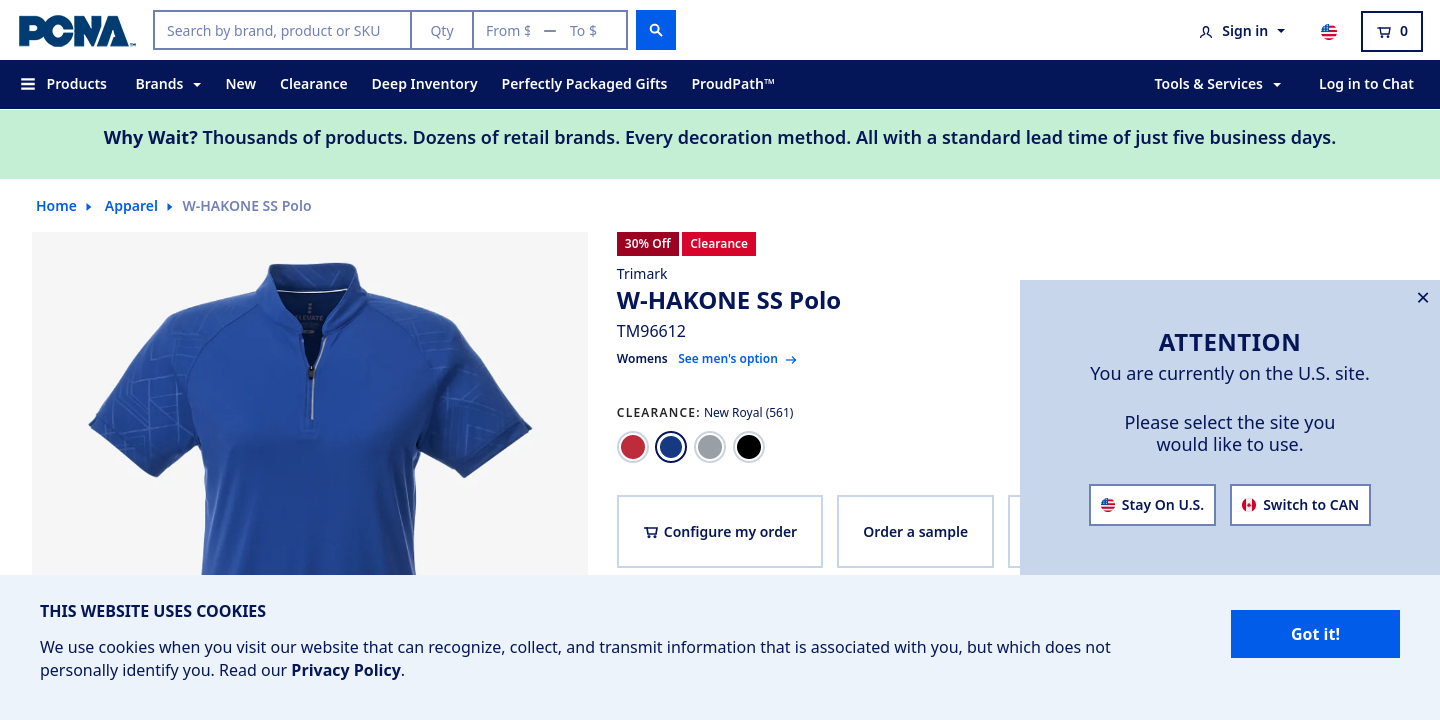 PCNA™
Search by brand, product or SKU
Qty
From $ — To $
Sign in
0
Products
Brands
New
Clearance
Deep Inventory
Perfectly Packaged Gifts
ProudPath™
Tools & Services
Log in to Chat
Why Wait? Thousands of products. Dozens of retail brands. Every decoration method. All with a standard lead time of just five business days.
Home
Apparel
W-HAKONE SS Polo
30% Off
Clearance
Trimark
W-HAKONE SS Polo
TM96612
Womens
See men's option
CLEARANCE: New Royal (561)
Configure my order
Order a sample
ATTENTION
You are currently on the U.S. site.
Please select the site you
would like to use.
Stay On U.S.
Switch to CAN
THIS WEBSITE USES COOKIES
We use cookies when you visit our website that can recognize, collect, and transmit information that is associated with you, but which does not
personally identify you. Read our Privacy Policy.
Got it!